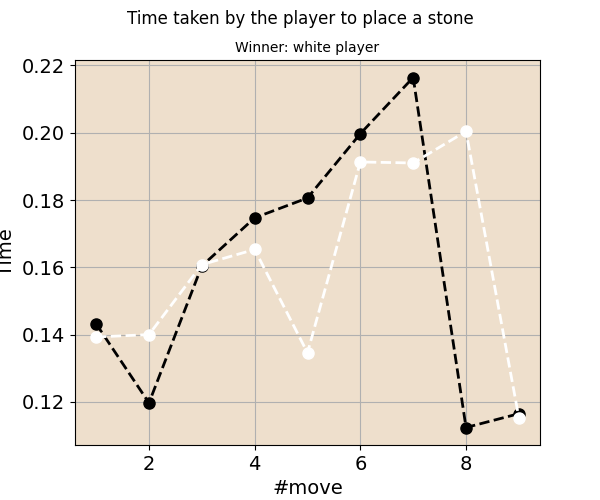 Time taken by the player to place a stone
Winner: white player
0.22
0.20
0.18
0.16
0.14
0.12
Time
2 4 6 8
#move